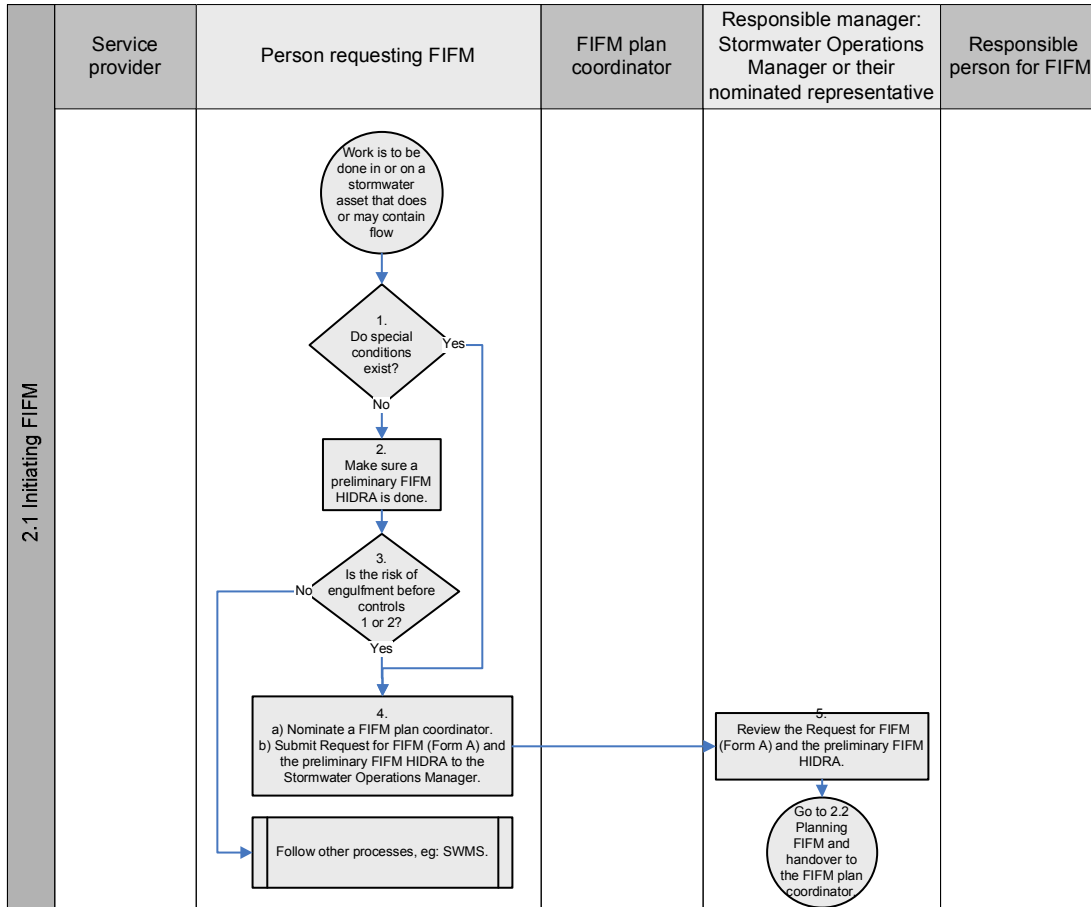 Service
provider
Person requesting FIFM
FIFM plan
coordinator
Responsible manager:
Stormwater Operations
Manager or their
nominated representative
Responsible
person for FIFM
2.1 Initiating FIFM
Work is to be
done in or on a
stormwater
asset that does
or may contain
flow
1.
Do special
conditions
exist?
Yes
No
2.
Make sure a
preliminary FIFM
HIDRA is done.
3.
Is the risk of
engulfment before
controls
1 or 2?
No
Yes
4.
a) Nominate a FIFM plan coordinator.
b) Submit Request for FIFM (Form A) and
the preliminary FIFM HIDRA to the
Stormwater Operations Manager.
5.
Review the Request for FIFM
(Form A) and the preliminary FIFM
HIDRA.
Follow other processes, eg: SWMS.
Go to 2.2
Planning
FIFM and
handover to
the FIFM plan
coordinator.